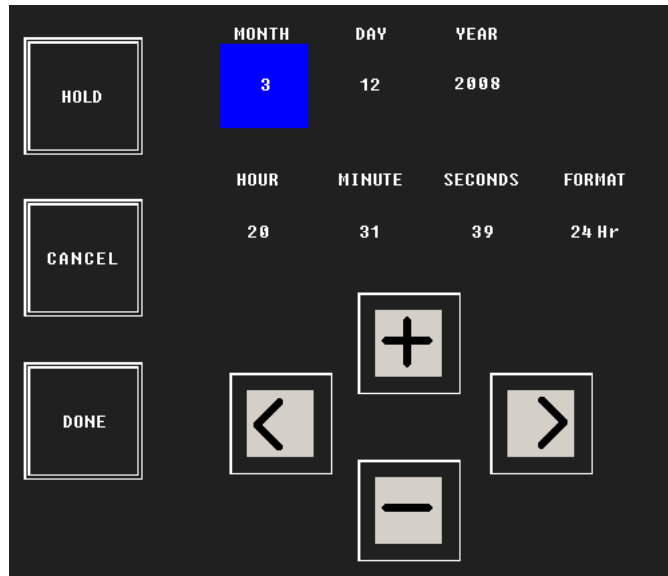 MONTH DAY YEAR
3 12 2008
HOLD
HOUR MINUTE SECONDS FORMAT
20 31 39 24 Hr
CANCEL
+
< >
DONE
−